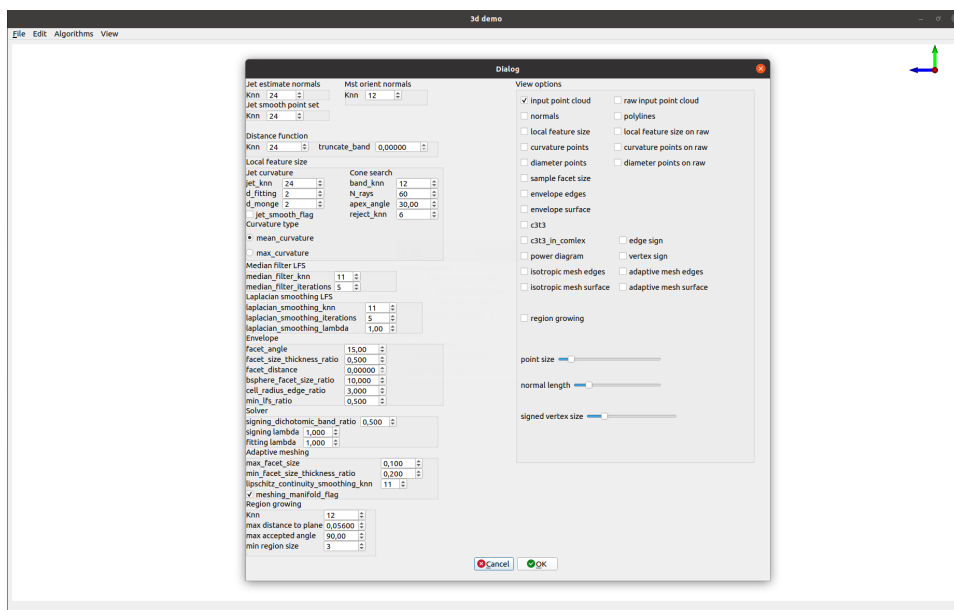 3d demo
File Edit Algorithms View
Dialog
Jet estimate normals Mst orient normals
Knn 24 Knn 12
Jet smooth point set
Knn 24
Distance function
Knn 24 truncate_band 0,00000
Local feature size
Jet curvature Cone search
jet_knn 24 band_knn 12
d_fitting 2 N_rays 60
d_monge 2 apex_angle 30,00
jet_smooth_flag reject_knn 6
Curvature type
mean_curvature
max_curvature
Median filter LFS
median_filter_knn 11
median_filter_iterations 5
Laplacian smoothing LFS
laplacian_smoothing_knn 11
laplacian_smoothing_iterations 5
laplacian_smoothing_lambda 1,00
Envelope
facet_angle 15,00
facet_size_thickness_ratio 0,500
facet_distance 0,00000
bsphere_facet_size_ratio 10,000
cell_radius_edge_ratio 3,000
min_lfs_ratio 0,500
Solver
signing_dichotomic_band_ratio 0,500
signing lambda 1,000
fitting lambda 1,000
Adaptive meshing
max_facet_size 0,100
min_facet_size_thickness_ratio 0,200
lipschitz_continuity_smoothing_knn 11
meshing_manifold_flag
Region growing
Knn 12
max distance to plane 0,05600
max accepted angle 90,00
min region size 3
View options
input point cloud raw input point cloud
normals polylines
local feature size local feature size on raw
curvature points curvature points on raw
diameter points diameter points on raw
sample facet size
envelope edges
envelope surface
c3t3
c3t3_in_comlex edge sign
power diagram vertex sign
isotropic mesh edges adaptive mesh edges
isotropic mesh surface adaptive mesh surface
region growing
point size
normal length
signed vertex size
Cancel OK